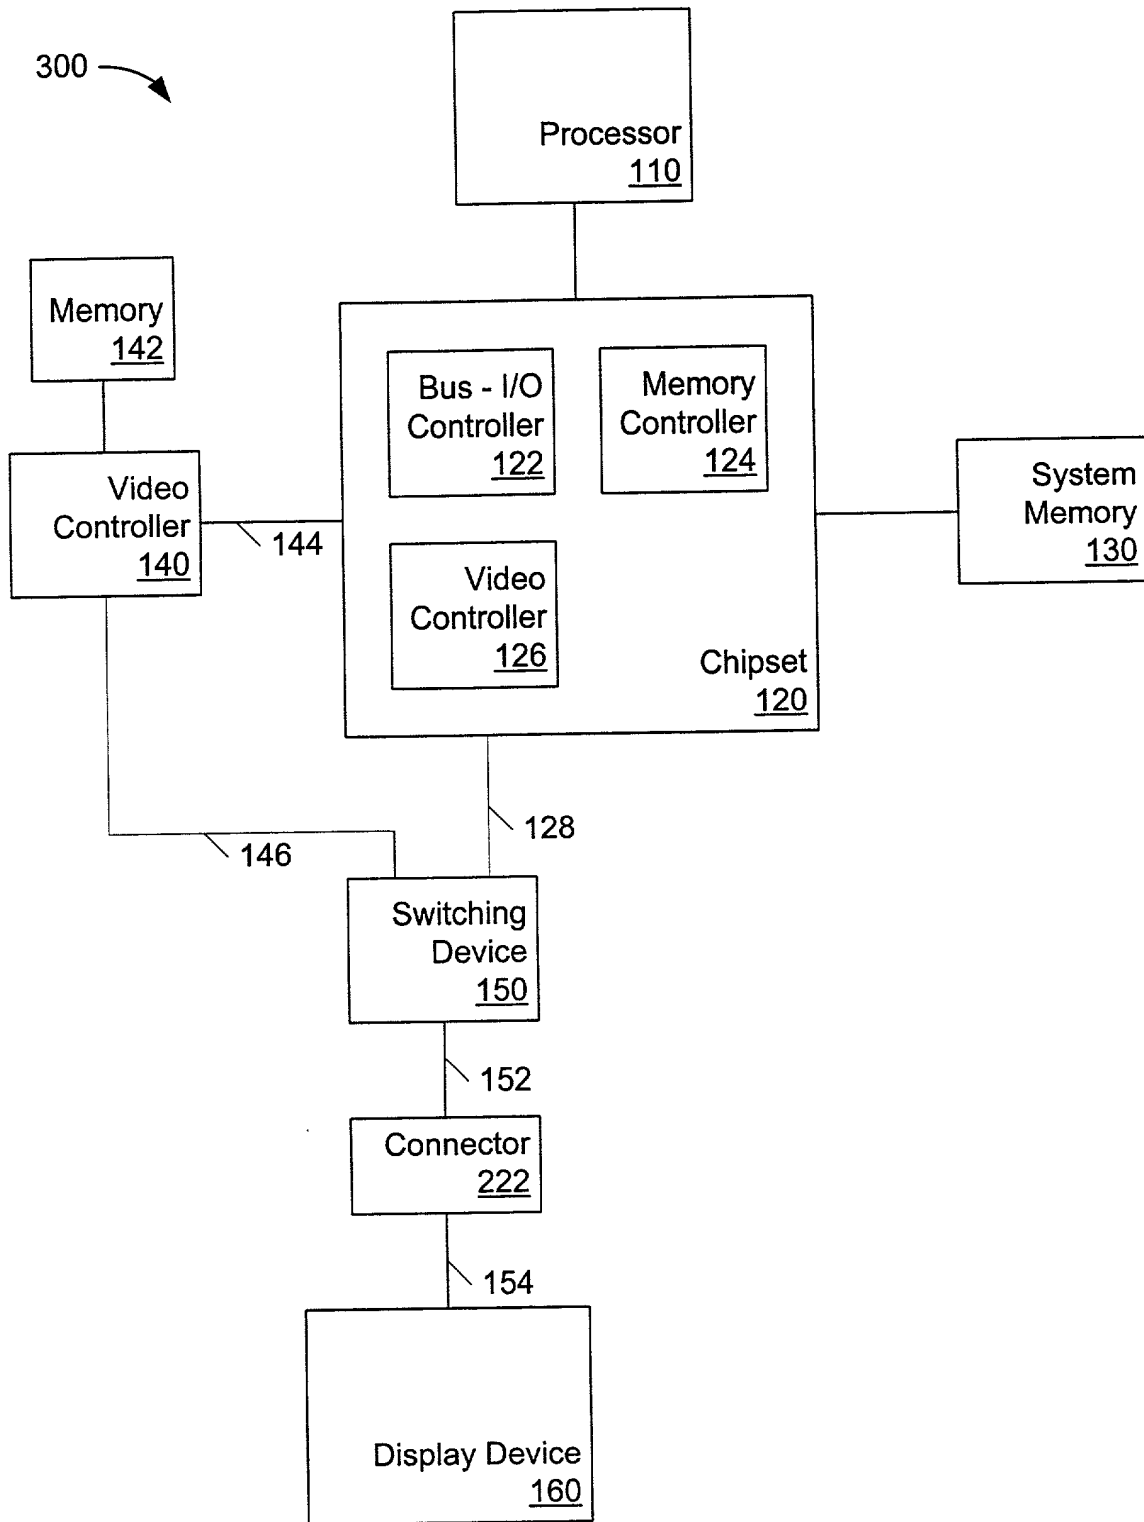 300
Processor
110
Memory
142
Bus - I/O
Controller
122
Memory
Controller
124
Video
Controller
140
144
System
Memory
130
Video
Controller
126
Chipset
120
128
146
Switching
Device
150
152
Connector
222
154
Display Device
160